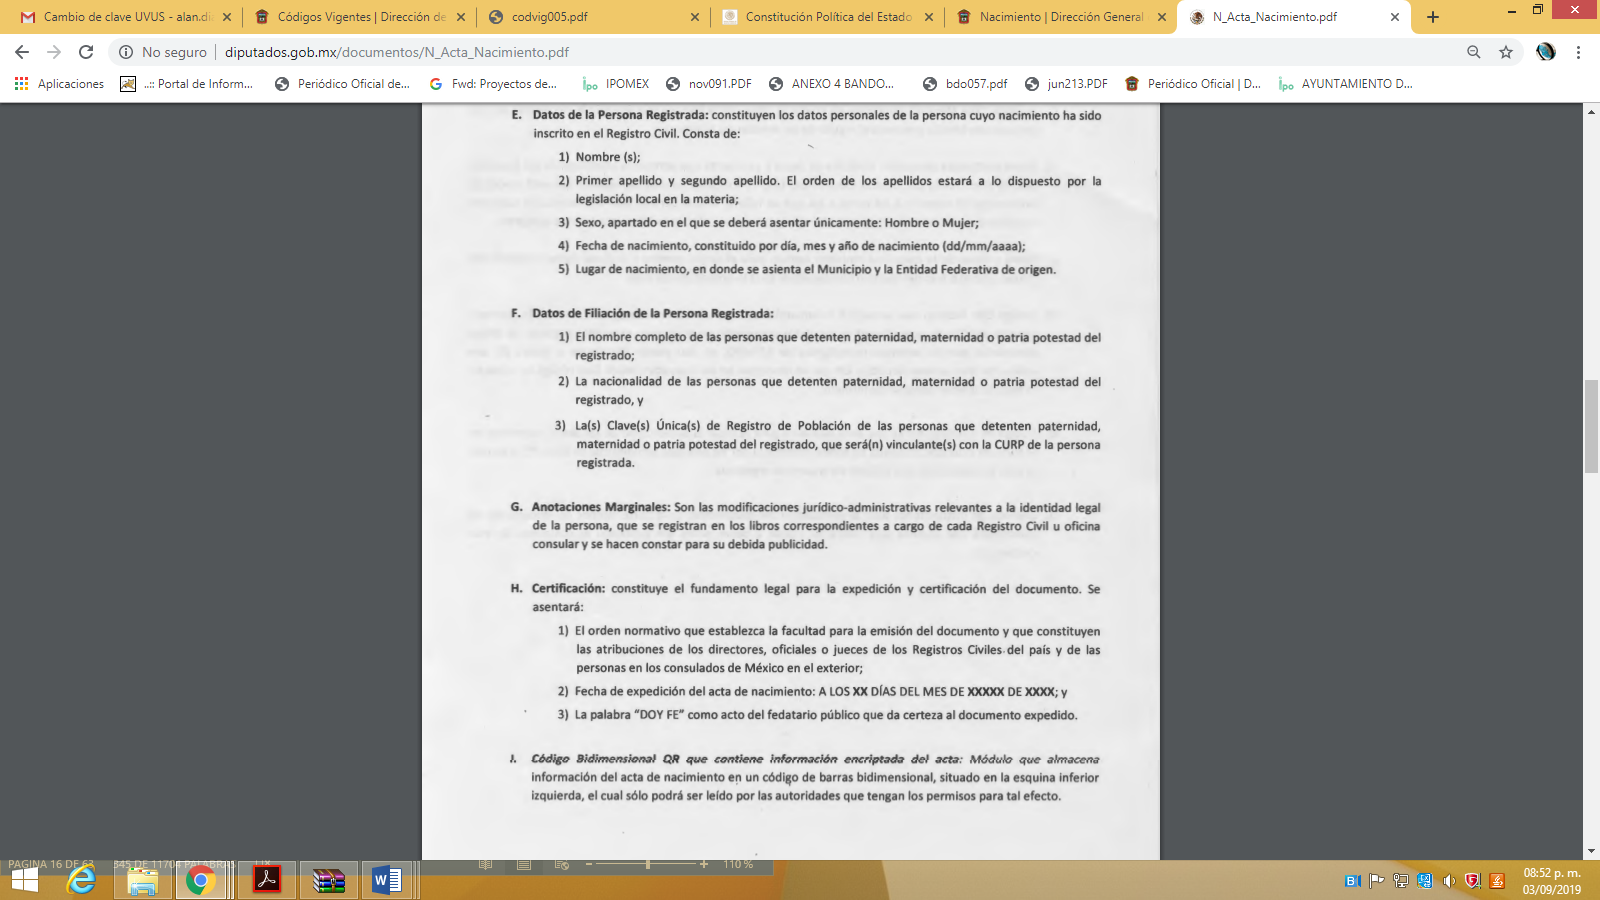 Cambio de clave UVUS - alan.di
Códigos Vigentes | Dirección de
codvig005.pdf
Constitución Política del Estado
Nacimiento | Dirección General
N_Acta_Nacimiento.pdf
No seguro
diputados.gob.mx/documentos/N_Acta_Nacimiento.pdf
Aplicaciones
..:: Portal de Inform...
Periódico Oficial de...
Fwd: Proyectos de...
IPOMEX
nov091.PDF
ANEXO 4 BANDO...
bdo057.pdf
jun213.PDF
Periódico Oficial | D...
AYUNTAMIENTO D...
E. Datos de la Persona Registrada: constituyen los datos personales de la persona cuyo nacimiento ha sido
inscrito en el Registro Civil. Consta de:
1) Nombre (s);
2) Primer apellido y segundo apellido. El orden de los apellidos estará a lo dispuesto por la
legislación local en la materia;
3) Sexo, apartado en el que se deberá asentar únicamente: Hombre o Mujer;
4) Fecha de nacimiento, constituido por día, mes y año de nacimiento (dd/mm/aaaa);
5) Lugar de nacimiento, en donde se asienta el Municipio y la Entidad Federativa de origen.
F. Datos de Filiación de la Persona Registrada:
1) El nombre completo de las personas que detenten paternidad, maternidad o patria potestad del
registrado;
2) La nacionalidad de las personas que detenten paternidad, maternidad o patria potestad del
registrado, y
3) La(s) Clave(s) Única(s) de Registro de Población de las personas que detenten paternidad,
maternidad o patria potestad del registrado, que será(n) vinculante(s) con la CURP de la persona
registrada.
G. Anotaciones Marginales: Son las modificaciones jurídico-administrativas relevantes a la identidad legal
de la persona, que se registran en los libros correspondientes a cargo de cada Registro Civil u oficina
consular y se hacen constar para su debida publicidad.
H. Certificación: constituye el fundamento legal para la expedición y certificación del documento. Se
asentará:
1) El orden normativo que establezca la facultad para la emisión del documento y que constituyen
las atribuciones de los directores, oficiales o jueces de los Registros Civiles del país y de las
personas en los consulados de México en el exterior;
2) Fecha de expedición del acta de nacimiento: A LOS XX DÍAS DEL MES DE XXXXX DE XXXX; y
3) La palabra “DOY FE” como acto del fedatario público que da certeza al documento expedido.
I. Código Bidimensional QR que contiene información encriptada del acta: Módulo que almacena
información del acta de nacimiento en un código de barras bidimensional, situado en la esquina inferior
izquierda, el cual sólo podrá ser leído por las autoridades que tengan los permisos para tal efecto.
PÁGINA 16 DE 63
845 DE 11704 PALABRAS
110 %
08:52 p. m.
03/09/2019